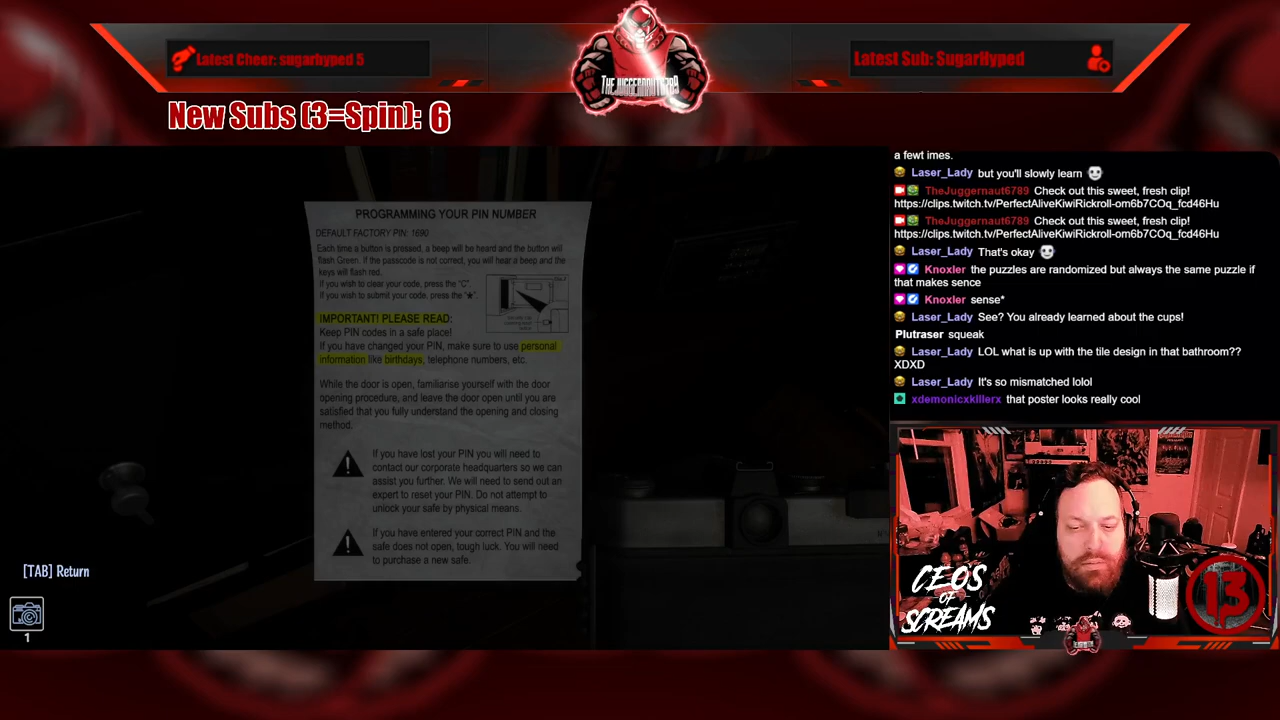 Latest Cheer: sugarhyped 5
THEJUGGERNAUT6789
Latest Sub: SugarHyped
New Subs (3=Spin): 6
PROGRAMMING YOUR PIN NUMBER
DEFAULT FACTORY PIN: 1690
Each time a button is pressed, a beep will be heard and the button will
flash Green. If the passcode is not correct, you will hear a beep and the
keys will flash red.
If you wish to clear your code, press the "C".
If you wish to submit your code, press the "★".
IMPORTANT! PLEASE READ:
Keep PIN codes in a safe place!
If you have changed your PIN, make sure to use personal
information like birthdays, telephone numbers, etc.
While the door is open, familiarise yourself with the door
opening procedure, and leave the door open until you are
satisfied that you fully understand the opening and closing
method.
If you have lost your PIN you will need to
contact our corporate headquarters so we can
assist you further. We will need to send out an
expert to reset your PIN. Do not attempt to
unlock your safe by physical means.
If you have entered your correct PIN and the
safe does not open, tough luck. You will need
to purchase a new safe.
[TAB] Return
1
a fewt imes.
Laser_Lady but you'll slowly learn
TheJuggernaut6789 Check out this sweet, fresh clip!
https://clips.twitch.tv/PerfectAliveKiwiRickroll-om6b7COq_fcd46Hu
TheJuggernaut6789 Check out this sweet, fresh clip!
https://clips.twitch.tv/PerfectAliveKiwiRickroll-om6b7COq_fcd46Hu
Laser_Lady That's okay
Knoxler the puzzles are randomized but always the same puzzle if
that makes sence
Knoxler sense*
Laser_Lady See? You already learned about the cups!
Plutraser squeak
Laser_Lady LOL what is up with the tile design in that bathroom??
XDXD
Laser_Lady It's so mismatched lolol
xdemonicxkIllerx that poster looks really cool
CEOS
OF
SCREAMS
13